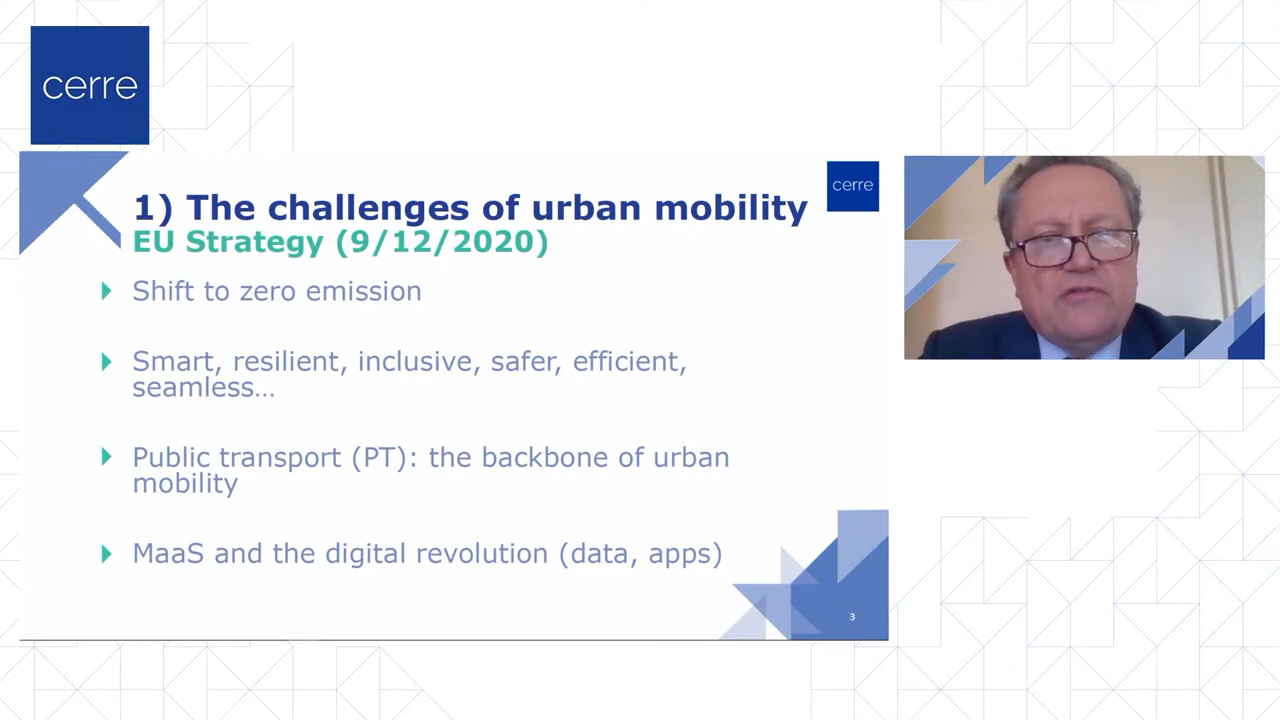 cerre
cerre
1) The challenges of urban mobility
EU Strategy (9/12/2020)
Shift to zero emission
Smart, resilient, inclusive, safer, efficient,
seamless…
Public transport (PT): the backbone of urban
mobility
MaaS and the digital revolution (data, apps)
3